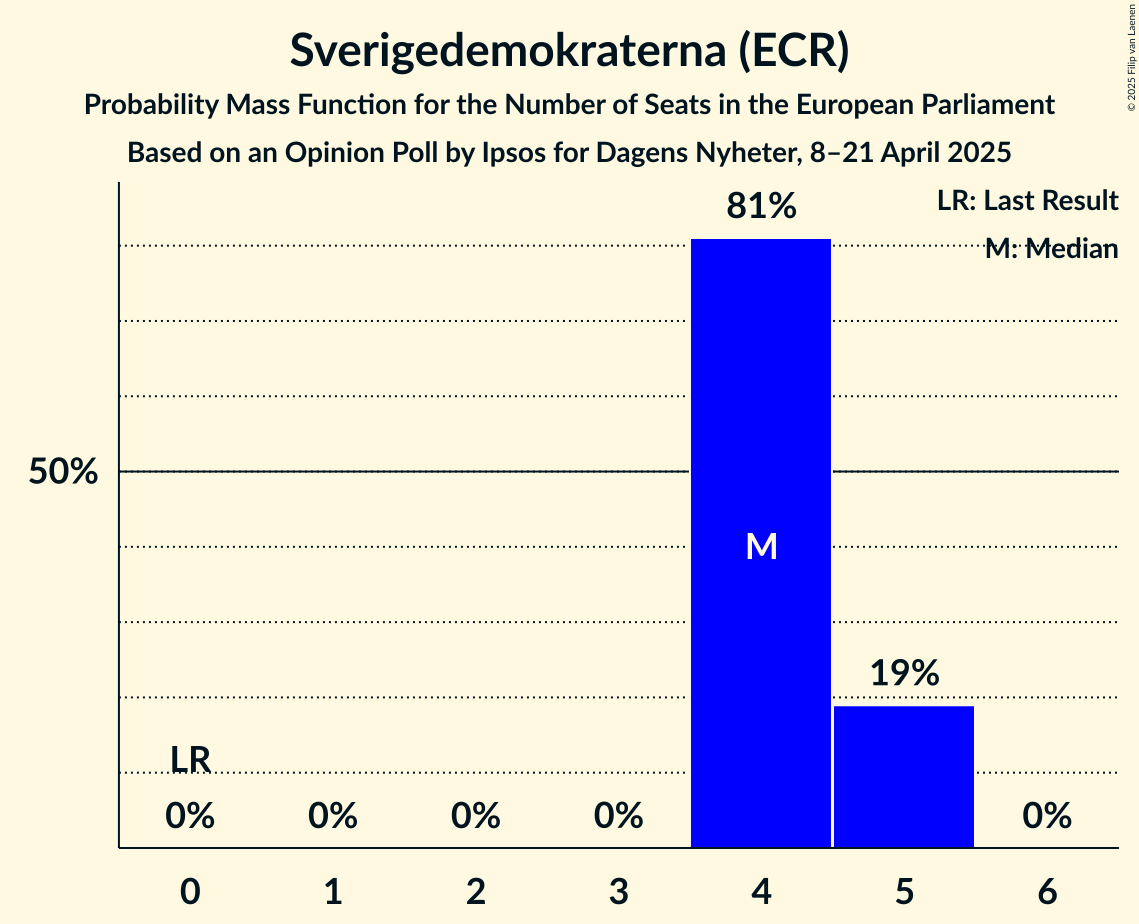 Sverigedemokraterna (ECR)
Probability Mass Function for the Number of Seats in the European Parliament
Based on an Opinion Poll by Ipsos for Dagens Nyheter, 8–21 April 2025
© 2025 Filip van Laenen
LR: Last Result
M: Median
81%
50%
M
19%
LR
0% 0% 0% 0% 0%
0 1 2 3 4 5 6